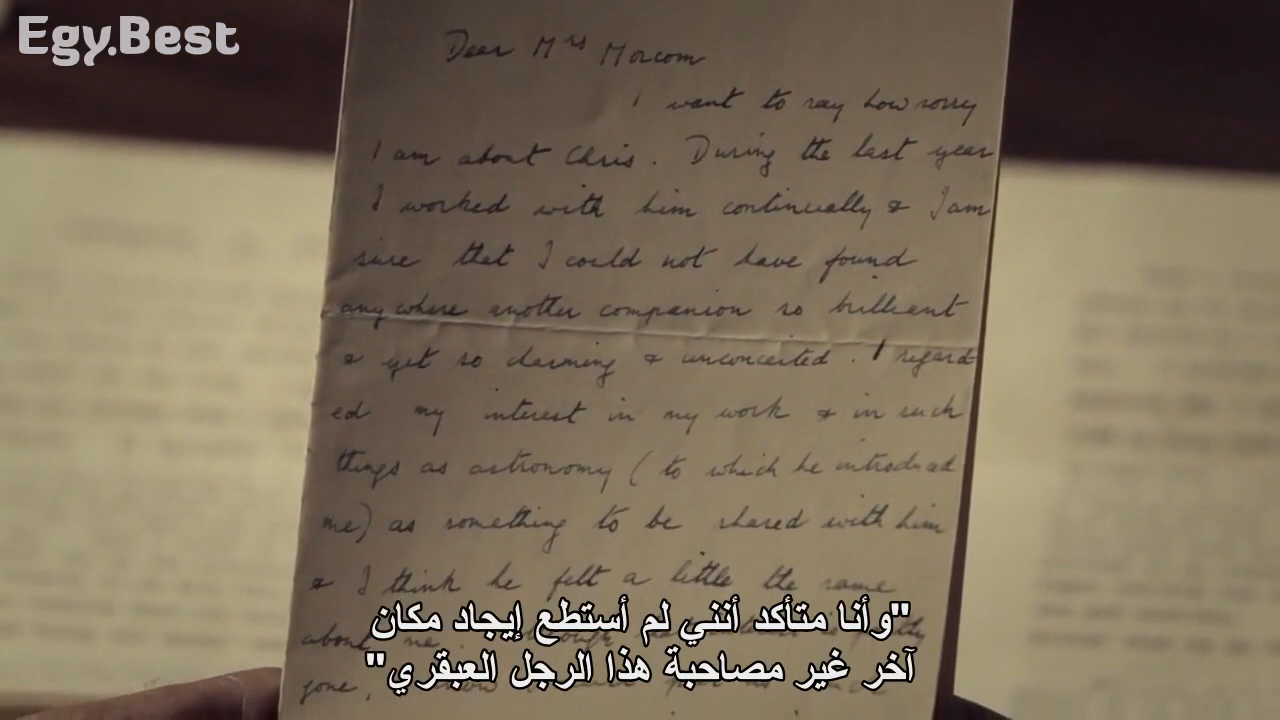 Egy.Best
Dear Mrs Morcom
I want to say how sorry
I am about Chris. During the last year
I worked with him continually & I am
sure that I could not have found
anywhere another companion so brilliant
& yet so charming & unconceited. I regard
ed my interest in my work & in such
things as astronomy (to which he introduced
me) as something to be shared with him
& I think he felt a little the same
about me.
gone,
"وأنا متأكد أنني لم أستطع إيجاد مكان
آخر غير مصاحبة هذا الرجل العبقري"